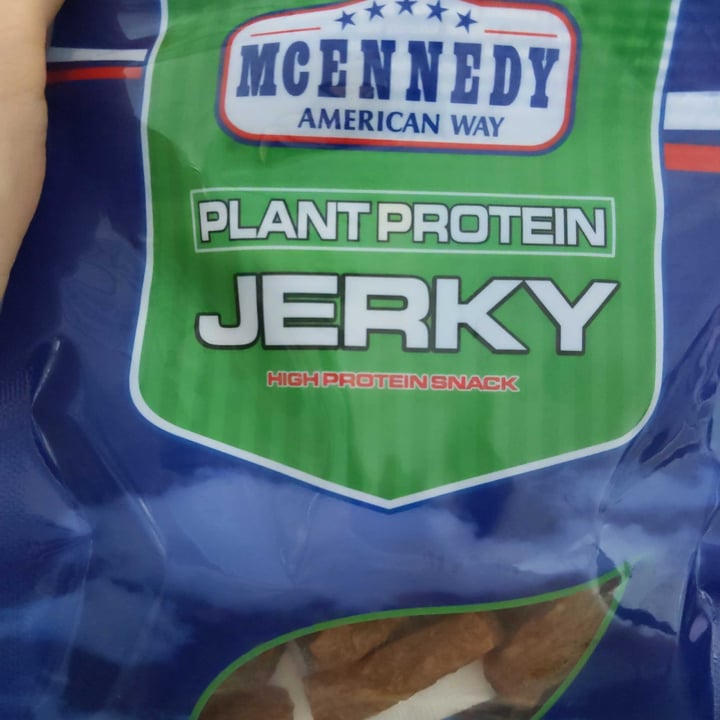 MCENNEDY
AMERICAN WAY
PLANT PROTEIN
JERKY
HIGH PROTEIN SNACK